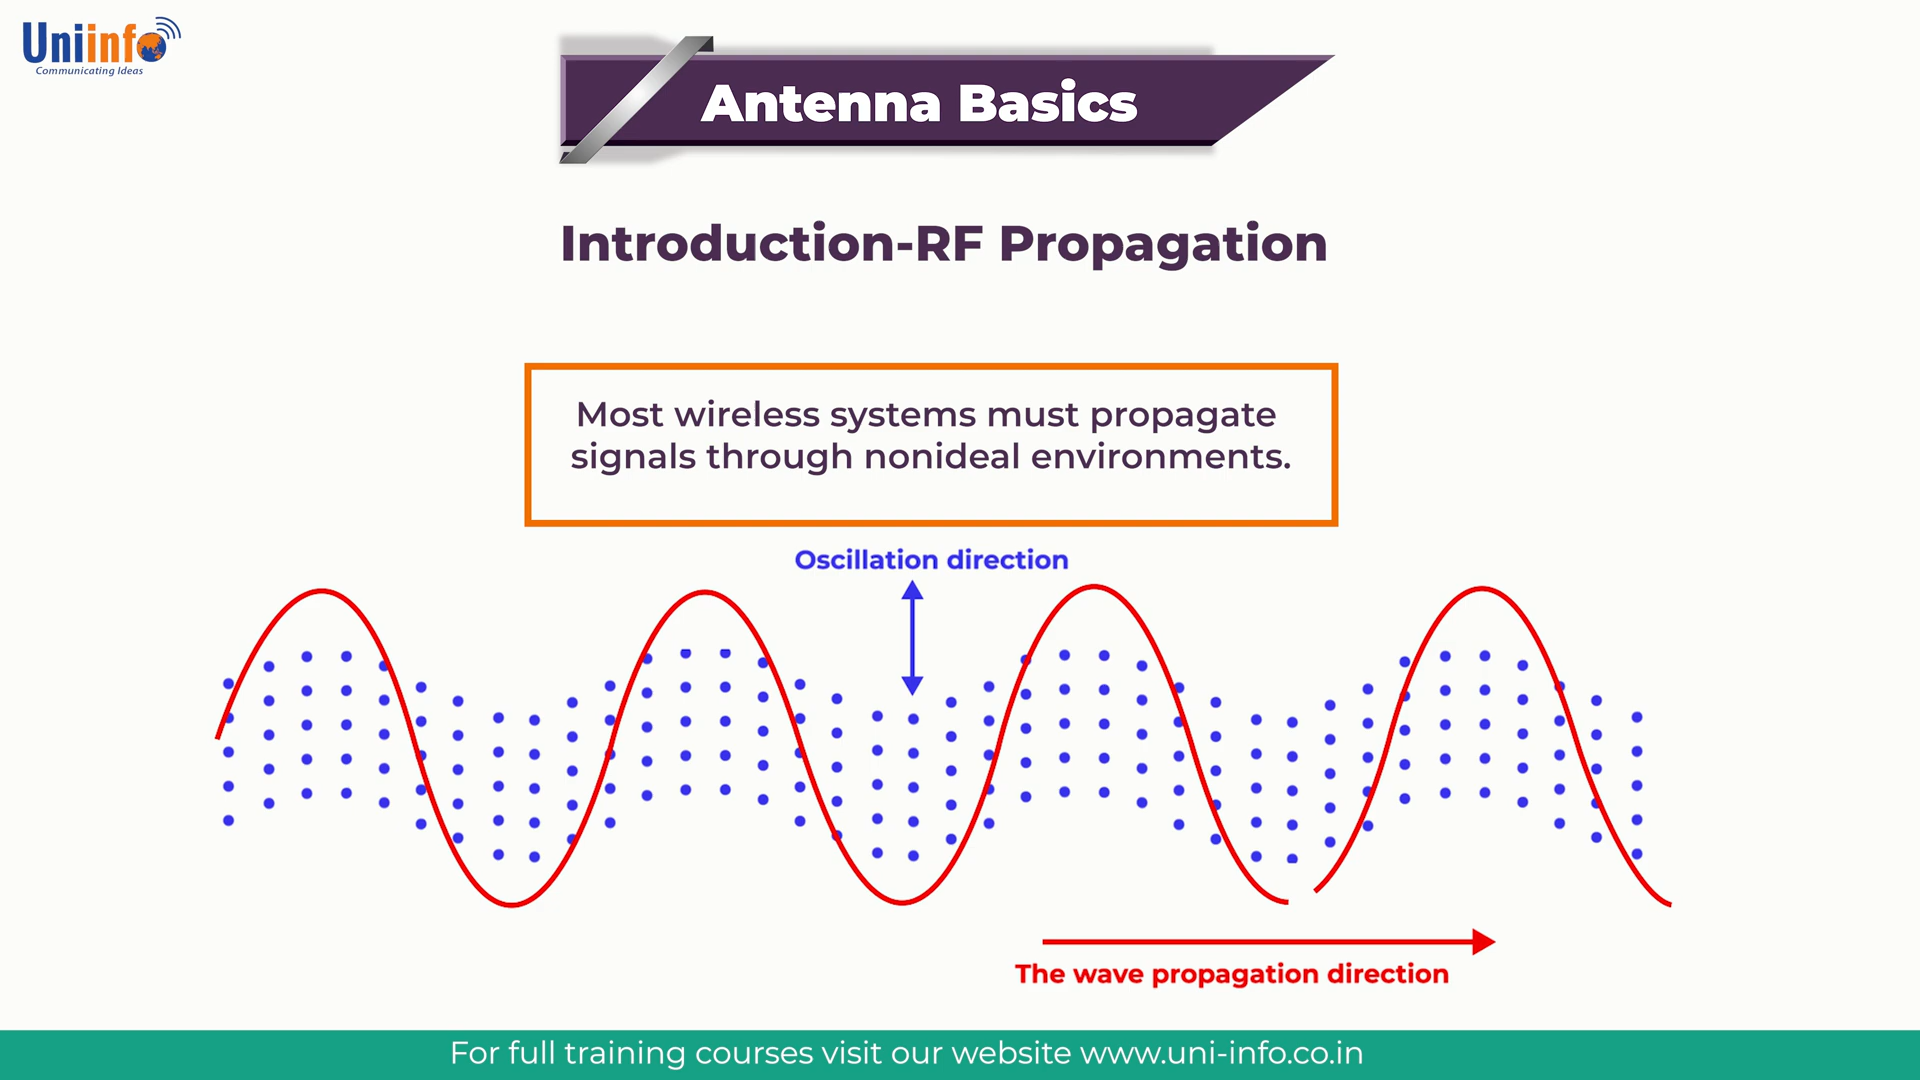 Uniinfo
Communicating Ideas
Antenna Basics
Introduction-RF Propagation
Most wireless systems must propagate
signals through nonideal environments.
Oscillation direction
The wave propagation direction
For full training courses visit our website www.uni-info.co.in